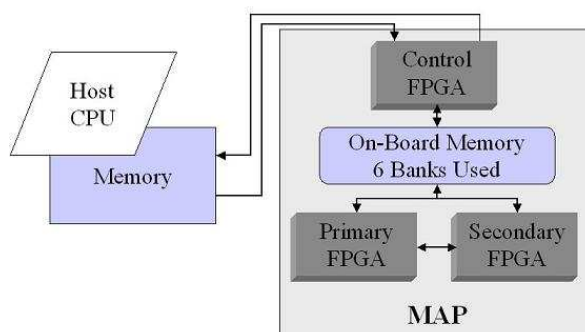 Host
CPU
Memory
Control
FPGA
On-Board Memory
6 Banks Used
Primary
FPGA
Secondary
FPGA
MAP